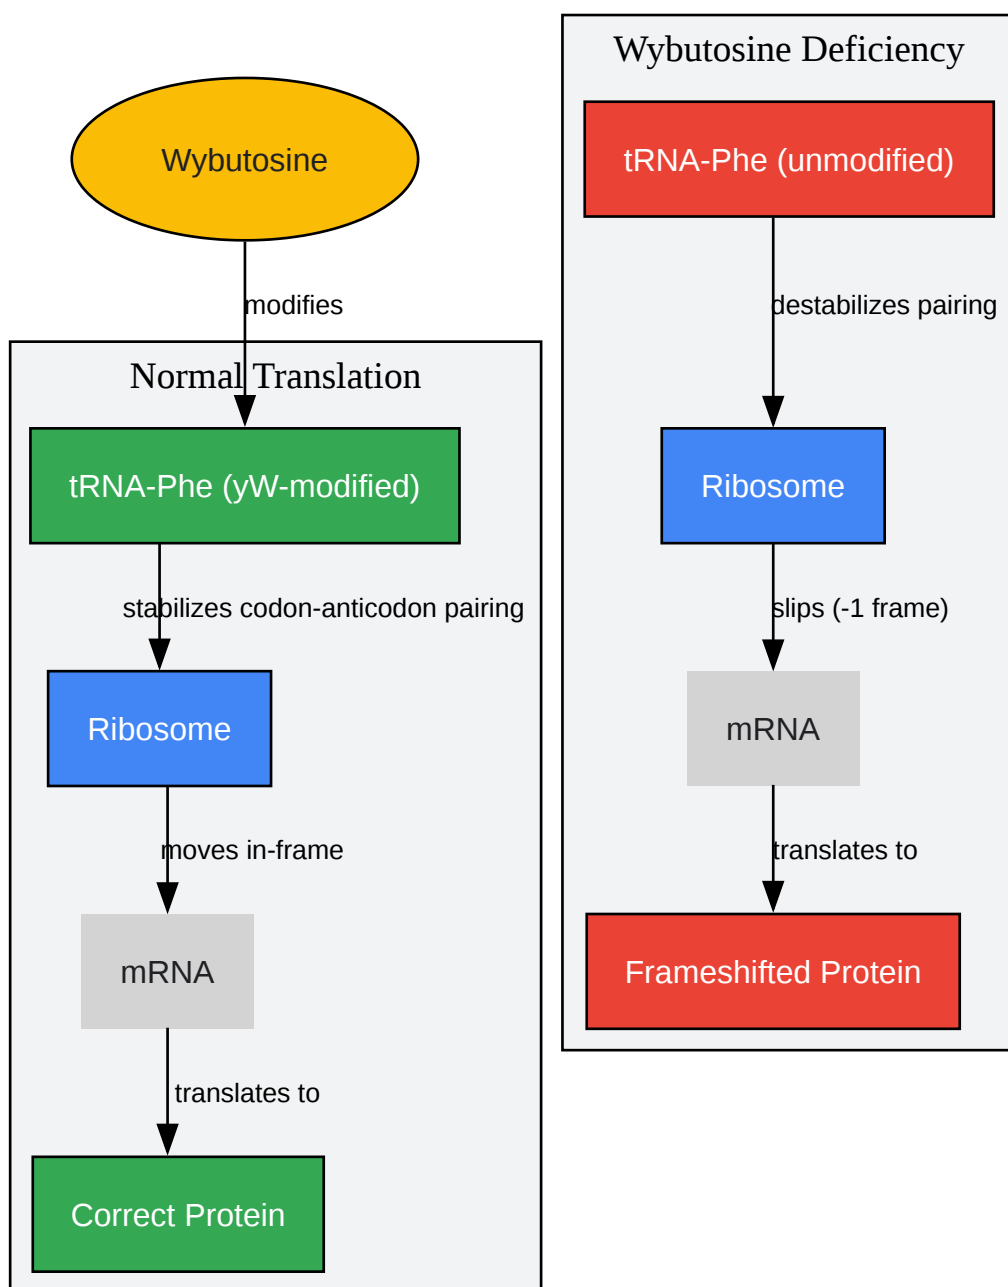 Wybutosine
modifies
Normal Translation
tRNA-Phe (yW-modified)
stabilizes codon-anticodon pairing
Ribosome
moves in-frame
mRNA
translates to
Correct Protein
Wybutosine Deficiency
tRNA-Phe (unmodified)
destabilizes pairing
Ribosome
slips (-1 frame)
mRNA
translates to
Frameshifted Protein